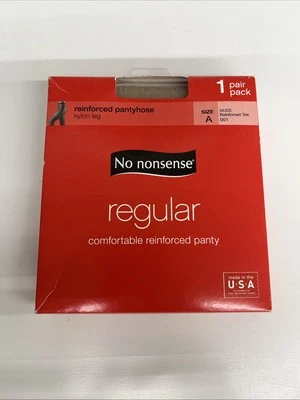 1 pair
pack
reinforced pantyhose
nylon leg
SIZE
A
NUDE
Reinforced Toe
001
No nonsense®
regular
comfortable reinforced panty
made in the
U·S·A